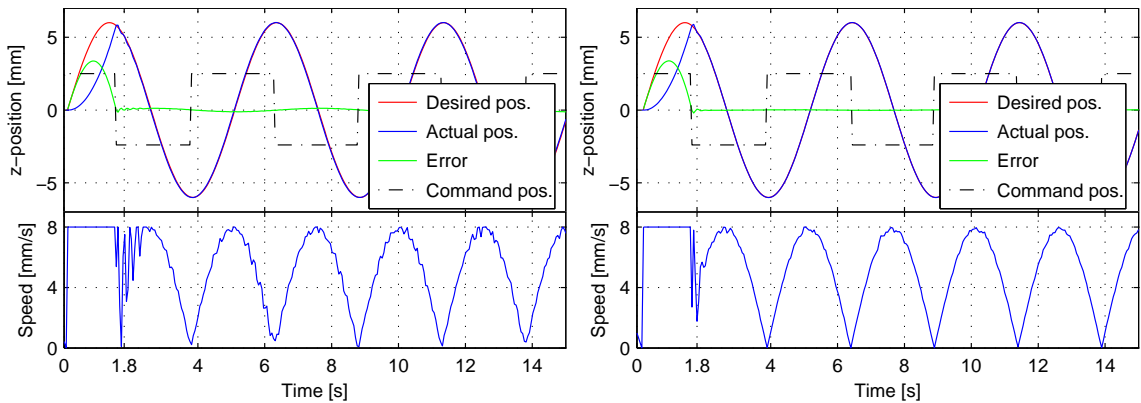 z−position [mm]
5
0
−5
Desired pos.
Actual pos.
Error
Command pos.
Speed [mm/s]
8
4
0
0 1.8 4 6 8 10 12 14
Time [s]
z−position [mm]
5
0
−5
Desired pos.
Actual pos.
Error
Command pos.
Speed [mm/s]
8
4
0
0 1.8 4 6 8 10 12 14
Time [s]